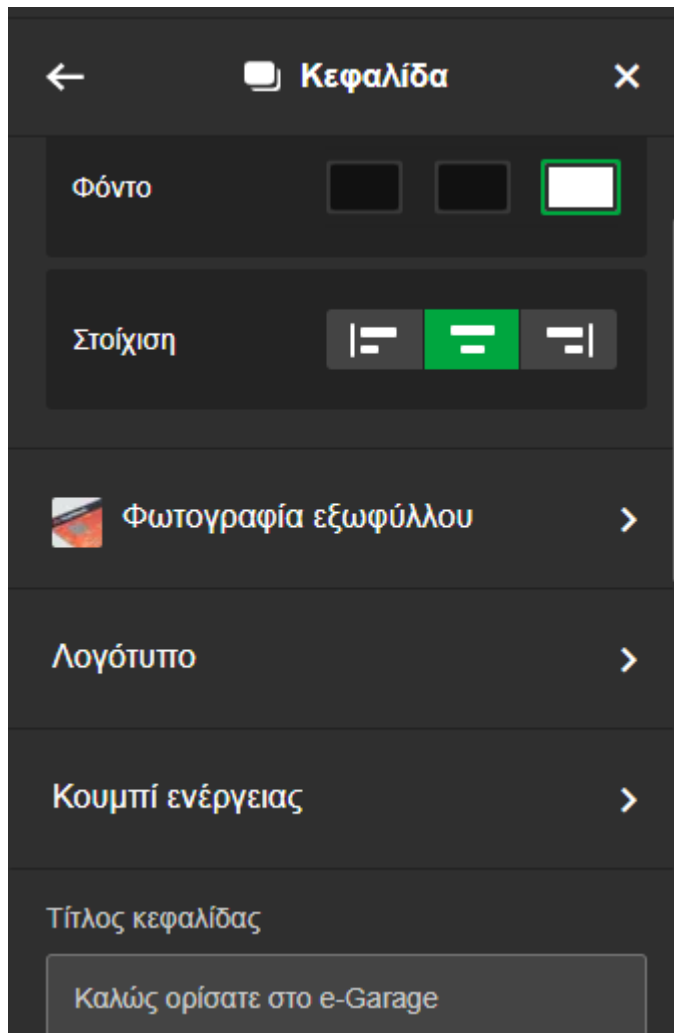 Κεφαλίδα
Φόντο
Στοίχιση
Φωτογραφία εξωφύλλου
Λογότυπο
Κουμπί ενέργειας
Τίτλος κεφαλίδας
Καλώς ορίσατε στο e-Garage